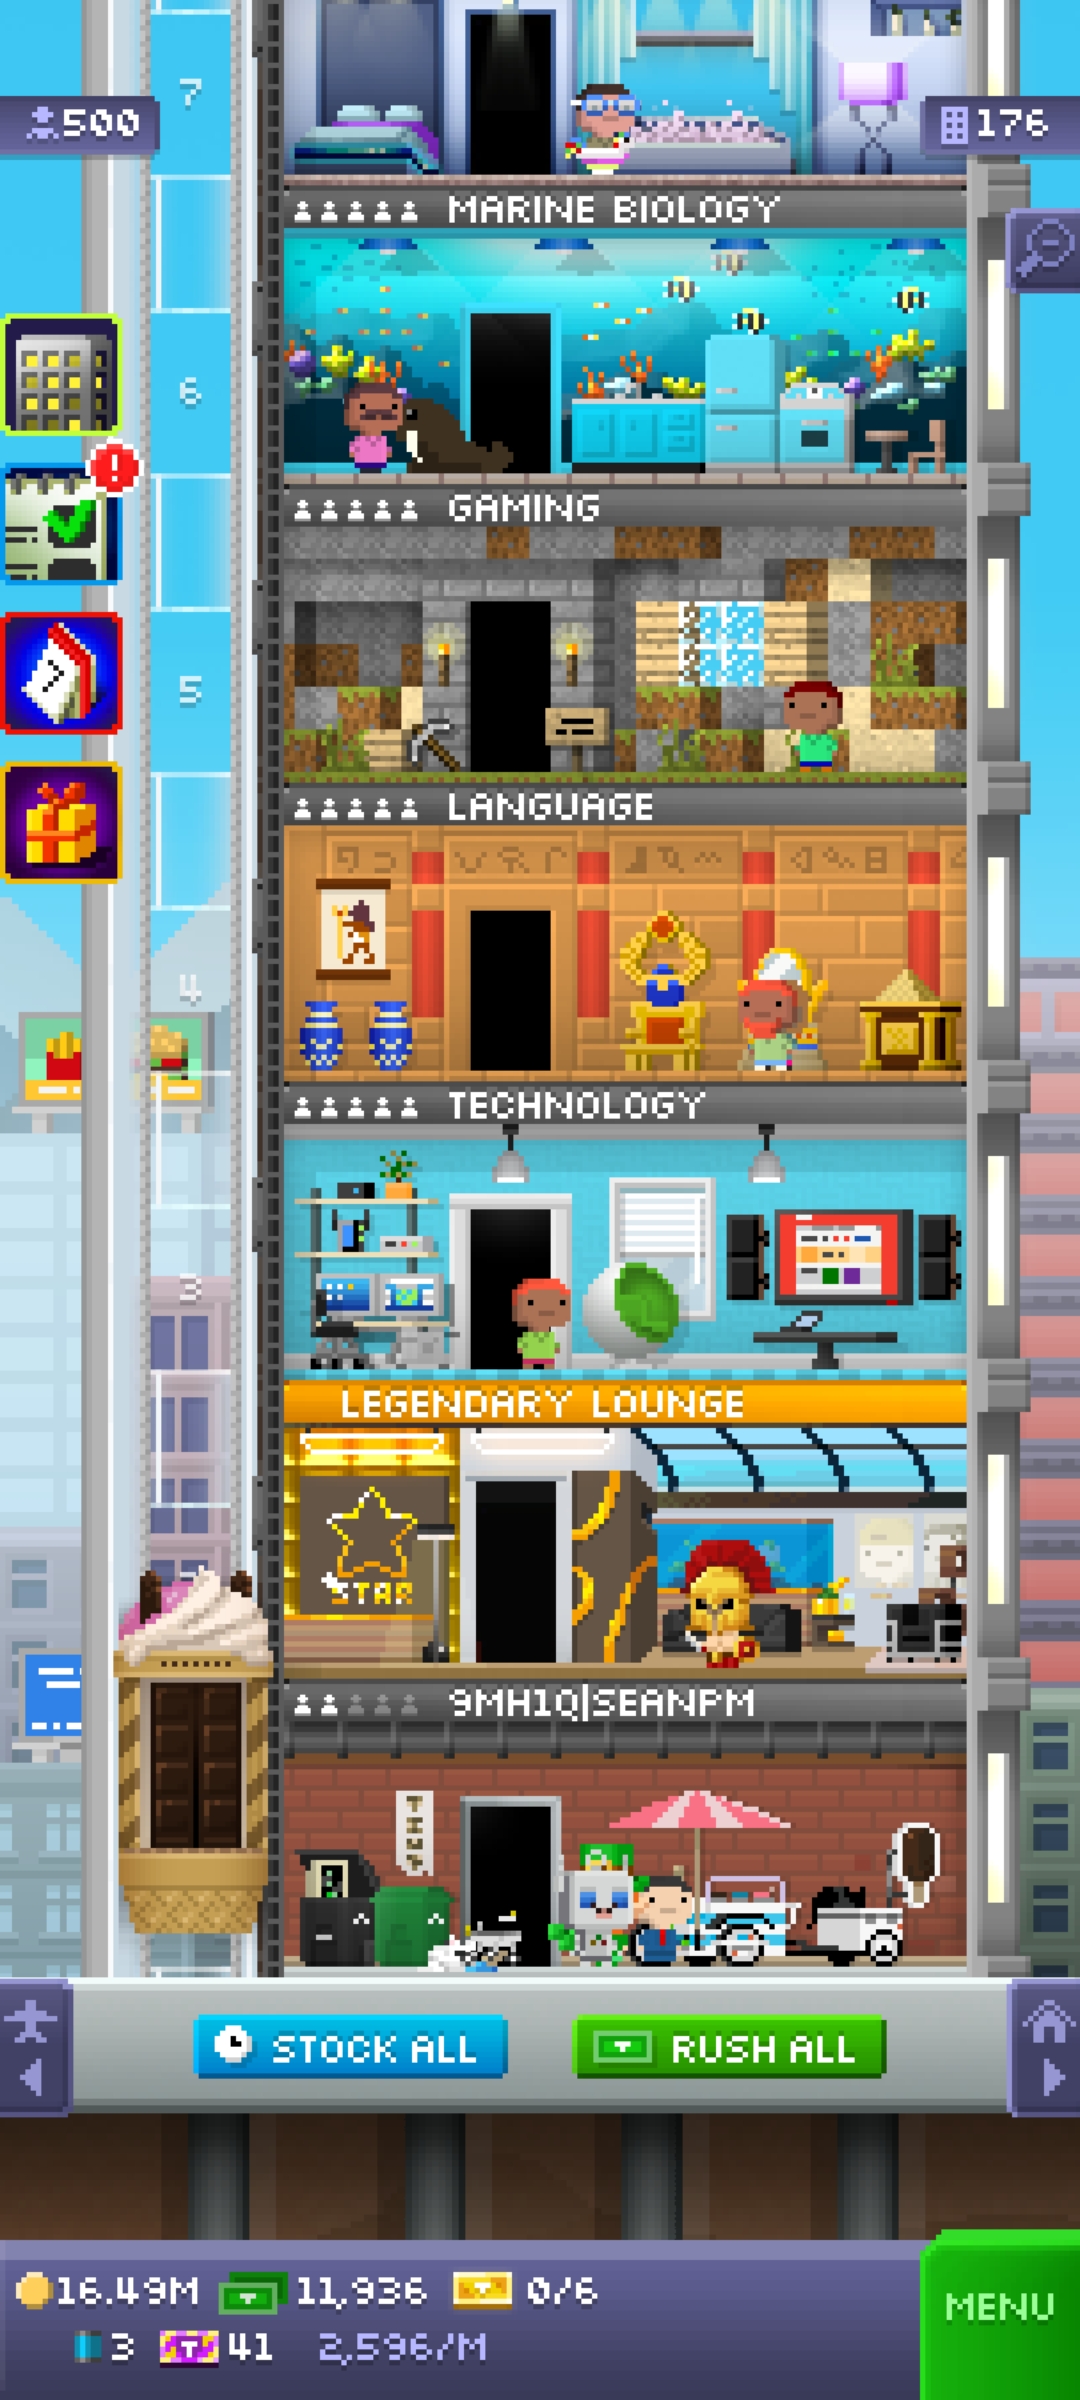 7
500
176
MARINE BIOLOGY
6
GAMING
5
LANGUAGE
4
TECHNOLOGY
3
LEGENDARY LOUNGE
STAR
9MH1Q|SEANPM
TINY
STOCK ALL
RUSH ALL
16.49M 11,936 0/6
3 41 2,596/M
MENU